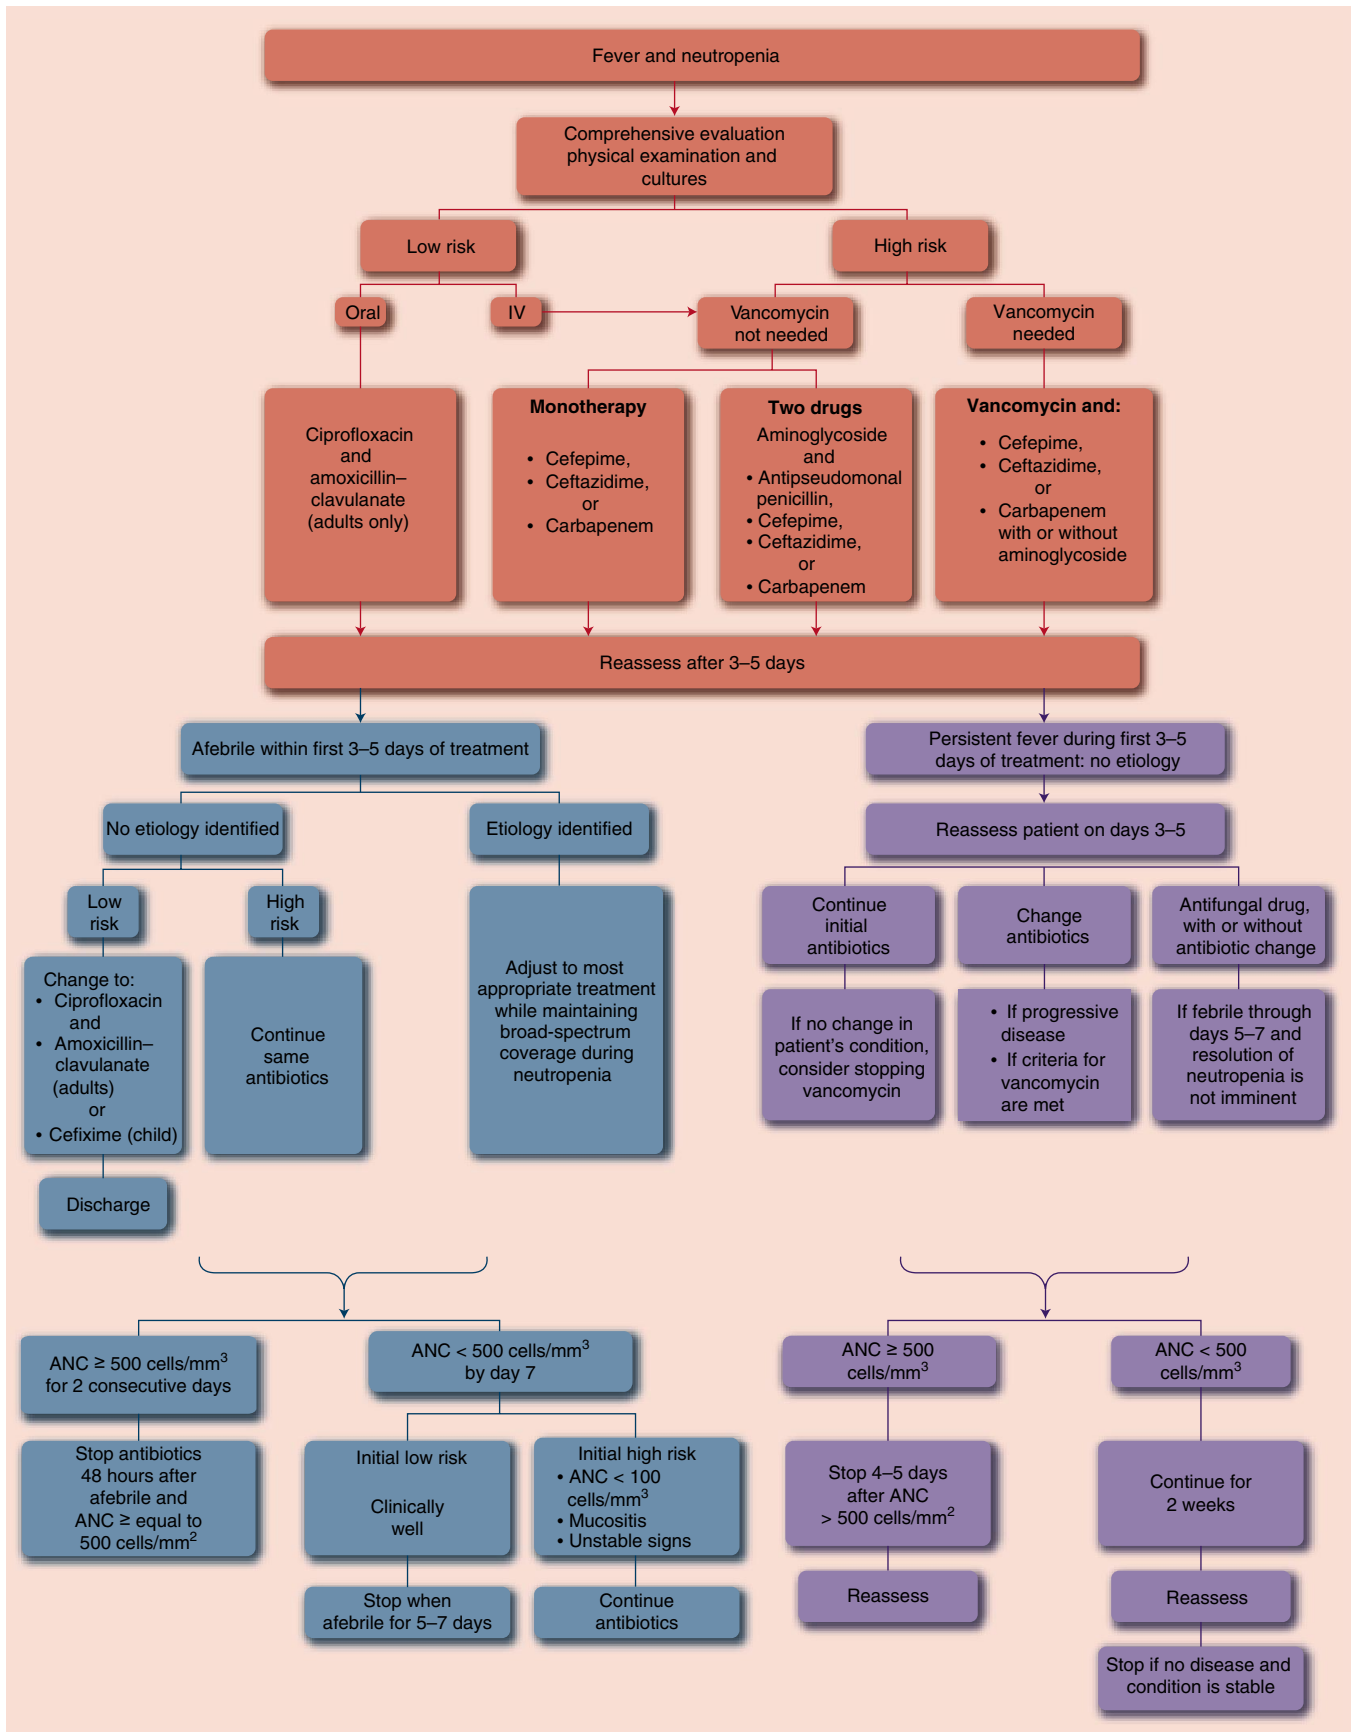 Fever and neutropenia
Comprehensive evaluation
physical examination and
cultures
Low risk
High risk
Oral
IV
Vancomycin
not needed
Vancomycin
needed
Ciprofloxacin
and
amoxicillin–
clavulanate
(adults only)
Monotherapy
• Cefepime,
• Ceftazidime,
or
• Carbapenem
Two drugs
Aminoglycoside
and
• Antipseudomonal
penicillin,
• Cefepime,
• Ceftazidime,
or
• Carbapenem
Vancomycin and:
• Cefepime,
• Ceftazidime,
or
• Carbapenem
with or without
aminoglycoside
Reassess after 3–5 days
Afebrile within first 3–5 days of treatment
No etiology identified
Etiology identified
Low
risk
High
risk
Change to:
• Ciprofloxacin
and
• Amoxicillin–
clavulanate
(adults)
or
• Cefixime (child)
Continue
same
antibiotics
Adjust to most
appropriate treatment
while maintaining
broad-spectrum
coverage during
neutropenia
Discharge
Persistent fever during first 3–5
days of treatment: no etiology
Reassess patient on days 3–5
Continue
initial
antibiotics
Change
antibiotics
Antifungal drug,
with or without
antibiotic change
If no change in
patient’s condition,
consider stopping
vancomycin
• If progressive
disease
• If criteria for
vancomycin
are met
If febrile through
days 5–7 and
resolution of
neutropenia is
not imminent
ANC ≥ 500 cells/mm³
for 2 consecutive days
ANC < 500 cells/mm³
by day 7
Stop antibiotics
48 hours after
afebrile and
ANC ≥ equal to
500 cells/mm²
Initial low risk
Clinically
well
Initial high risk
• ANC < 100
cells/mm³
• Mucositis
• Unstable signs
Stop when
afebrile for 5–7 days
Continue
antibiotics
ANC ≥ 500
cells/mm³
ANC < 500
cells/mm³
Stop 4–5 days
after ANC
> 500 cells/mm²
Continue for
2 weeks
Reassess
Reassess
Stop if no disease and
condition is stable